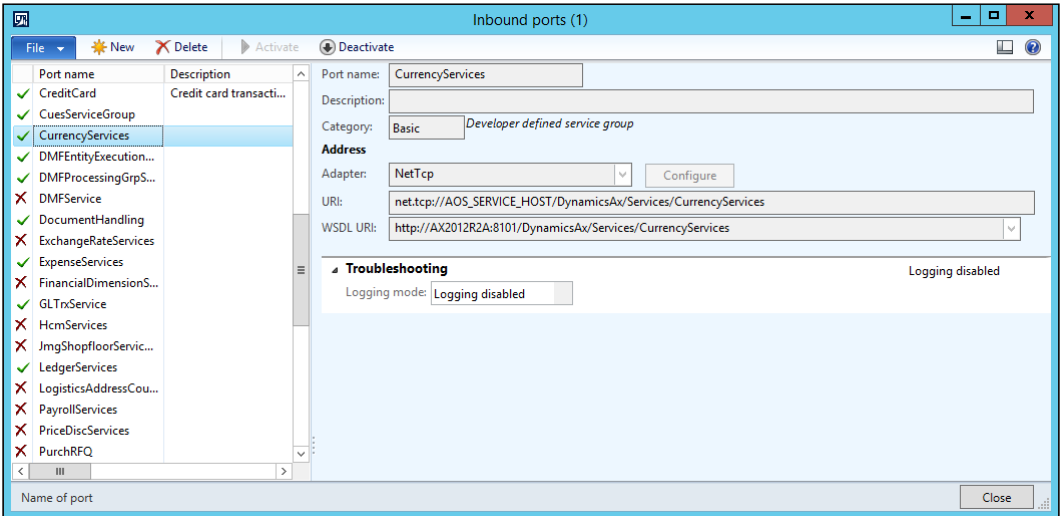 Inbound ports (1)
File New Delete Activate Deactivate
Port name Description
CreditCard Credit card transacti...
CuesServiceGroup
CurrencyServices
DMFEntityExecution...
DMFProcessingGrpS...
DMFService
DocumentHandling
ExchangeRateServices
ExpenseServices
FinancialDimensionS...
GLTrxService
HcmServices
JmgShopfloorServic...
LedgerServices
LogisticsAddressCou...
PayrollServices
PriceDiscServices
PurchRFQ
Port name: CurrencyServices
Description:
Category: Basic Developer defined service group
Address
Adapter: NetTcp Configure
URI: net.tcp://AOS_SERVICE_HOST/DynamicsAx/Services/CurrencyServices
WSDL URI: http://AX2012R2A:8101/DynamicsAx/Services/CurrencyServices
Troubleshooting Logging disabled
Logging mode: Logging disabled
Name of port Close